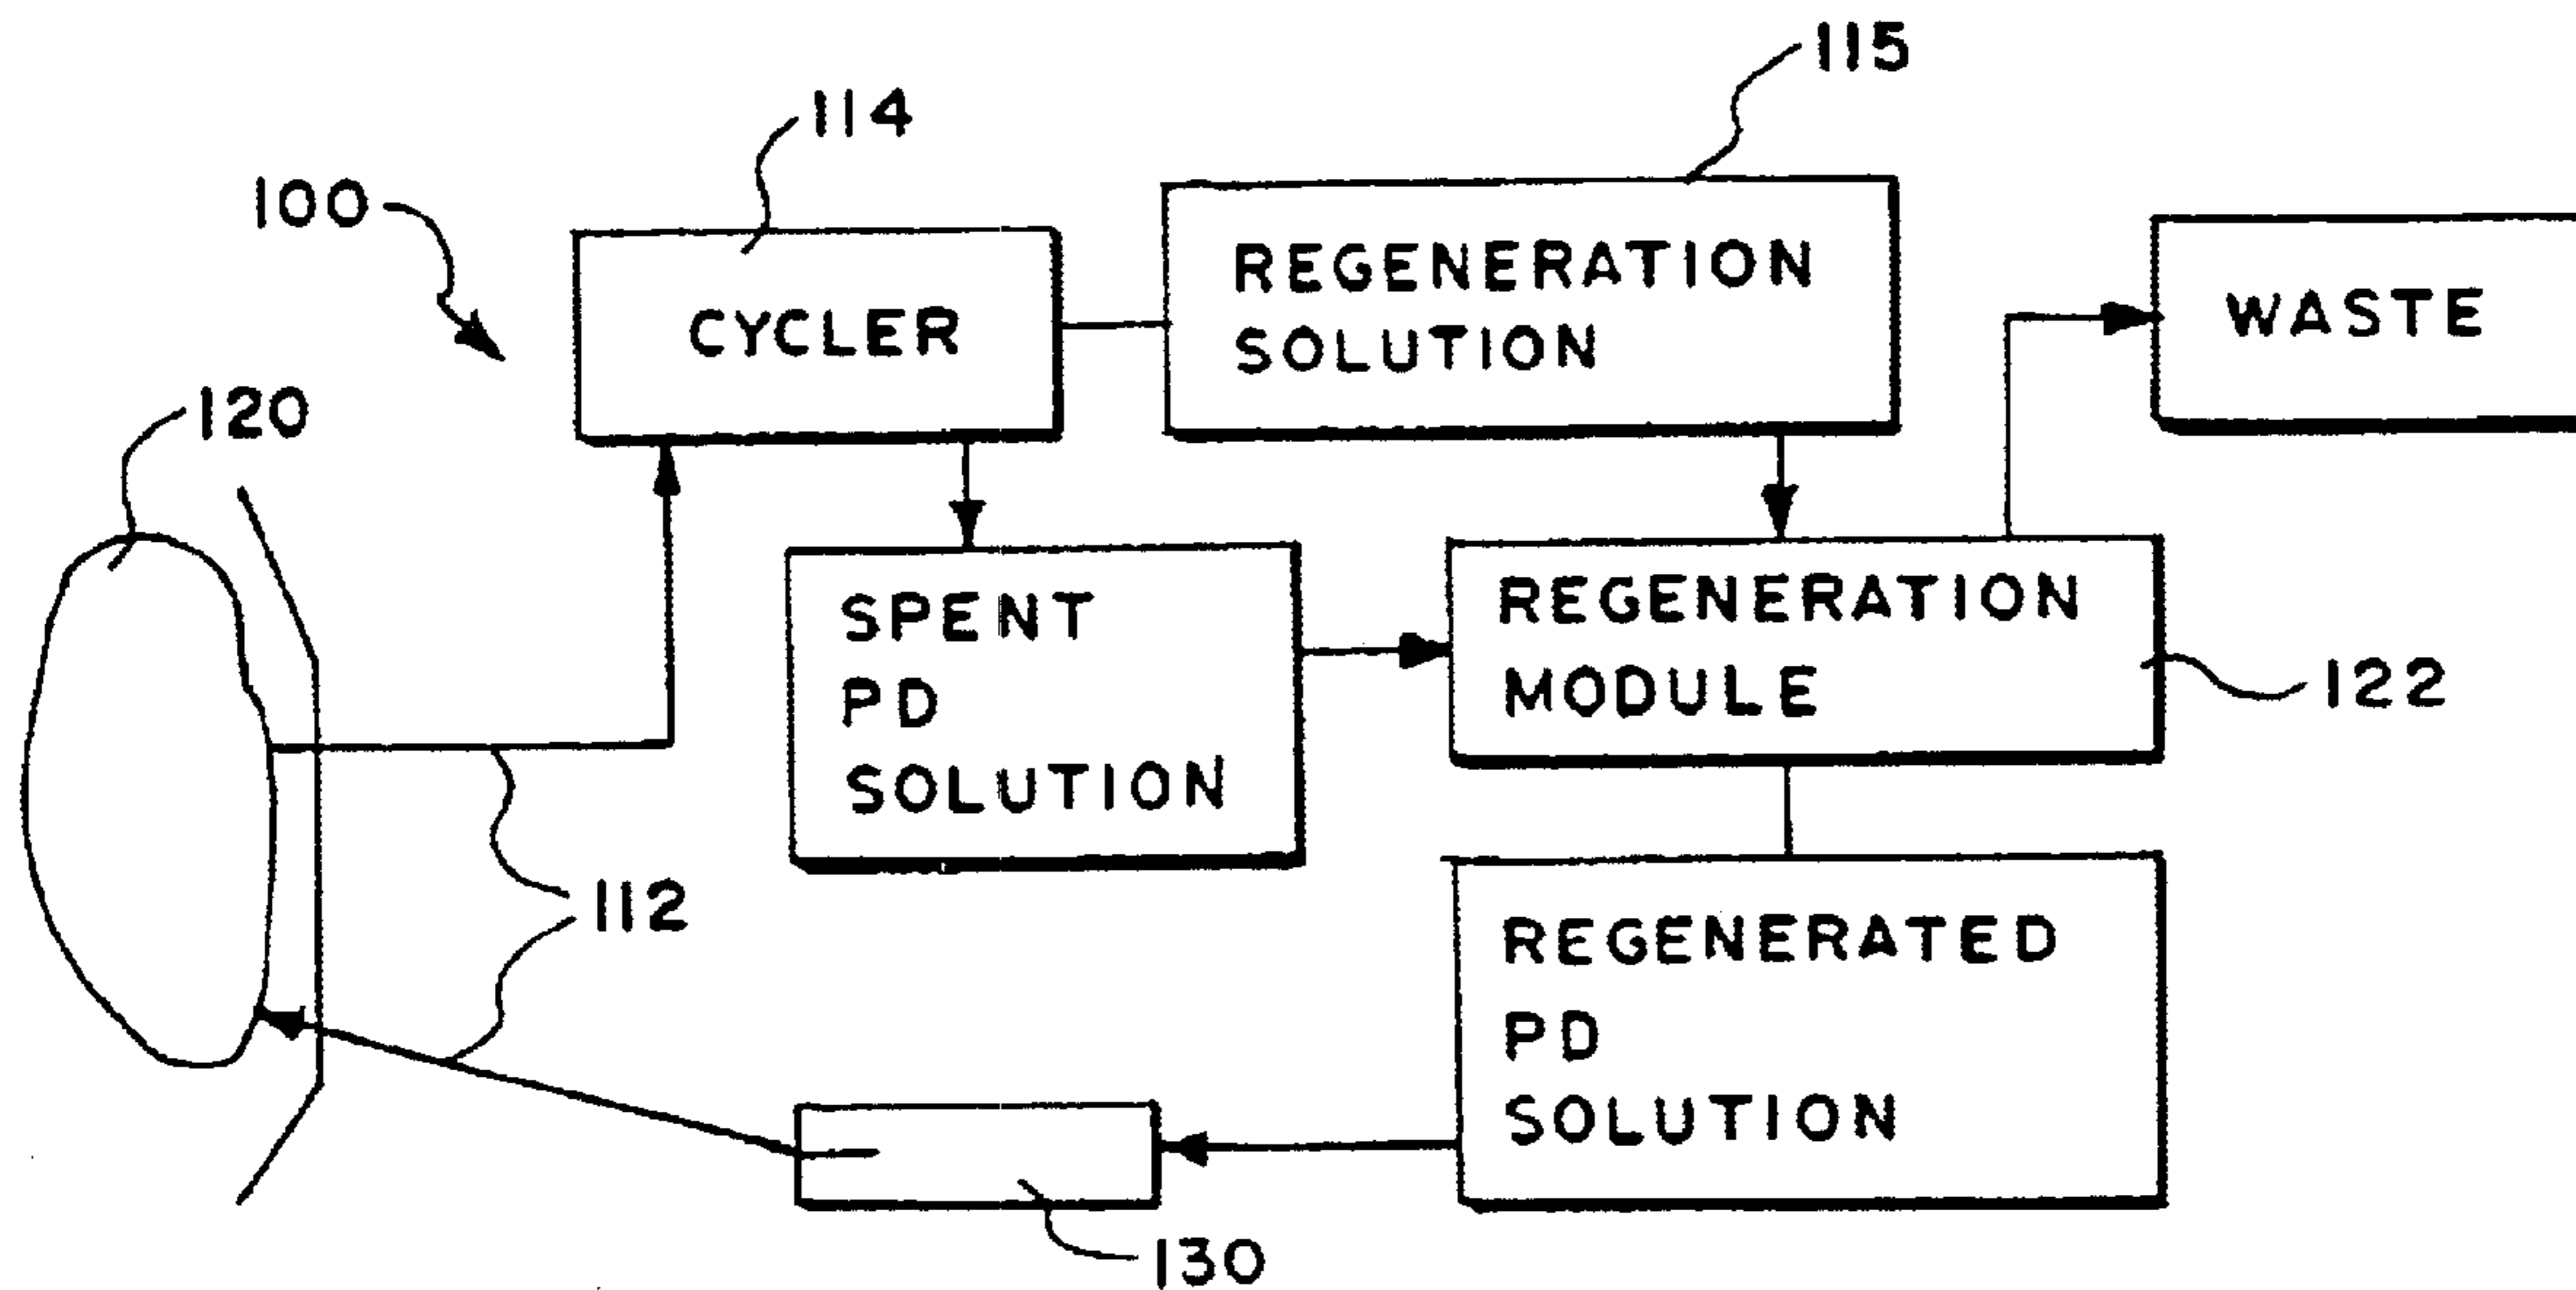 115
114
100
REGENERATION
SOLUTION
WASTE
CYCLER
120
SPENT
PD
SOLUTION
REGENERATION
MODULE
122
112
REGENERATED
PD
SOLUTION
130